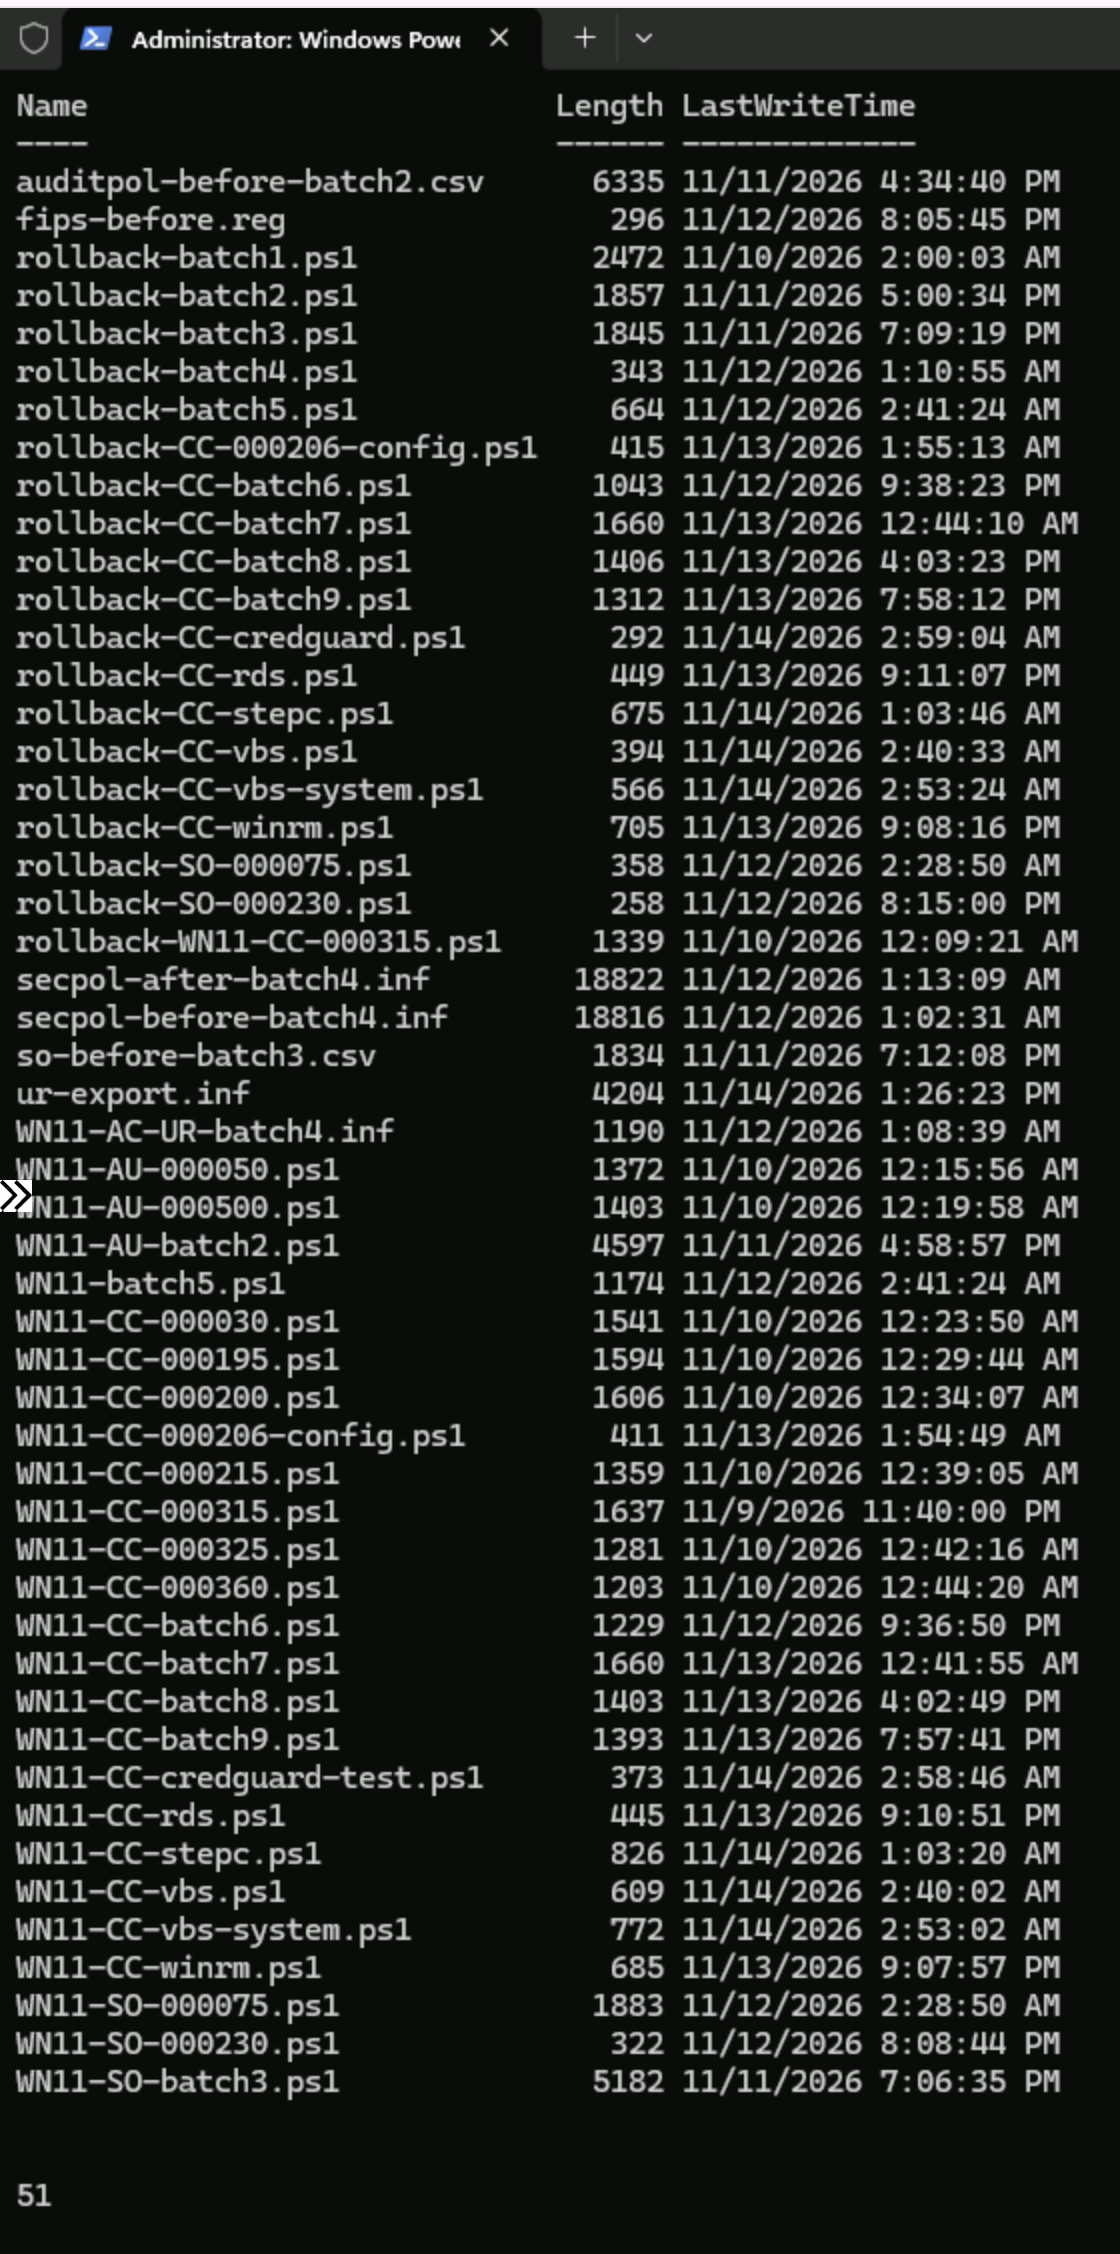 Administrator: Windows Powe
Name Length LastWriteTime
---- ------ -------------
auditpol-before-batch2.csv 6335 11/11/2026 4:34:40 PM
fips-before.reg 296 11/12/2026 8:05:45 PM
rollback-batch1.ps1 2472 11/10/2026 2:00:03 AM
rollback-batch2.ps1 1857 11/11/2026 5:00:34 PM
rollback-batch3.ps1 1845 11/11/2026 7:09:19 PM
rollback-batch4.ps1 343 11/12/2026 1:10:55 AM
rollback-batch5.ps1 664 11/12/2026 2:41:24 AM
rollback-CC-000206-config.ps1 415 11/13/2026 1:55:13 AM
rollback-CC-batch6.ps1 1043 11/12/2026 9:38:23 PM
rollback-CC-batch7.ps1 1660 11/13/2026 12:44:10 AM
rollback-CC-batch8.ps1 1406 11/13/2026 4:03:23 PM
rollback-CC-batch9.ps1 1312 11/13/2026 7:58:12 PM
rollback-CC-credguard.ps1 292 11/14/2026 2:59:04 AM
rollback-CC-rds.ps1 449 11/13/2026 9:11:07 PM
rollback-CC-stepc.ps1 675 11/14/2026 1:03:46 AM
rollback-CC-vbs.ps1 394 11/14/2026 2:40:33 AM
rollback-CC-vbs-system.ps1 566 11/14/2026 2:53:24 AM
rollback-CC-winrm.ps1 705 11/13/2026 9:08:16 PM
rollback-SO-000075.ps1 358 11/12/2026 2:28:50 AM
rollback-SO-000230.ps1 258 11/12/2026 8:15:00 PM
rollback-WN11-CC-000315.ps1 1339 11/10/2026 12:09:21 AM
secpol-after-batch4.inf 18822 11/12/2026 1:13:09 AM
secpol-before-batch4.inf 18816 11/12/2026 1:02:31 AM
so-before-batch3.csv 1834 11/11/2026 7:12:08 PM
ur-export.inf 4204 11/14/2026 1:26:23 PM
WN11-AC-UR-batch4.inf 1190 11/12/2026 1:08:39 AM
WN11-AU-000050.ps1 1372 11/10/2026 12:15:56 AM
WN11-AU-000500.ps1 1403 11/10/2026 12:19:58 AM
WN11-AU-batch2.ps1 4597 11/11/2026 4:58:57 PM
WN11-batch5.ps1 1174 11/12/2026 2:41:24 AM
WN11-CC-000030.ps1 1541 11/10/2026 12:23:50 AM
WN11-CC-000195.ps1 1594 11/10/2026 12:29:44 AM
WN11-CC-000200.ps1 1606 11/10/2026 12:34:07 AM
WN11-CC-000206-config.ps1 411 11/13/2026 1:54:49 AM
WN11-CC-000215.ps1 1359 11/10/2026 12:39:05 AM
WN11-CC-000315.ps1 1637 11/9/2026 11:40:00 PM
WN11-CC-000325.ps1 1281 11/10/2026 12:42:16 AM
WN11-CC-000360.ps1 1203 11/10/2026 12:44:20 AM
WN11-CC-batch6.ps1 1229 11/12/2026 9:36:50 PM
WN11-CC-batch7.ps1 1660 11/13/2026 12:41:55 AM
WN11-CC-batch8.ps1 1403 11/13/2026 4:02:49 PM
WN11-CC-batch9.ps1 1393 11/13/2026 7:57:41 PM
WN11-CC-credguard-test.ps1 373 11/14/2026 2:58:46 AM
WN11-CC-rds.ps1 445 11/13/2026 9:10:51 PM
WN11-CC-stepc.ps1 826 11/14/2026 1:03:20 AM
WN11-CC-vbs.ps1 609 11/14/2026 2:40:02 AM
WN11-CC-vbs-system.ps1 772 11/14/2026 2:53:02 AM
WN11-CC-winrm.ps1 685 11/13/2026 9:07:57 PM
WN11-SO-000075.ps1 1883 11/12/2026 2:28:50 AM
WN11-SO-000230.ps1 322 11/12/2026 8:08:44 PM
WN11-SO-batch3.ps1 5182 11/11/2026 7:06:35 PM
51